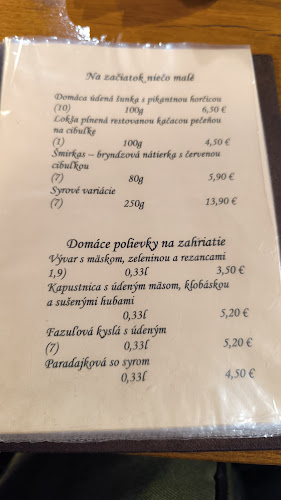 Na začiatok niečo malé
Domáca údená šunka s pikantnou horčicou
(10) 100g 6,50 €
Lokša plnená restovanou kačacou pečeňou
na cibuľke
(1) 100g 4,50 €
Šmirkas – bryndzová nátierka s červenou
cibuľkou
(7) 80g 5,90 €
Syrové variácie
(7) 250g 13,90 €
Domáce polievky na zahriatie
Vývar s mäskom, zeleninou a rezancami
1,9) 0,33l 3,50 €
Kapustnica s údeným mäsom, klobáskou
a sušenými hubami
0,33l 5,20 €
Fazuľová kyslá s údeným
(7) 0,33l 5,20 €
Paradajková so syrom
0,33l 4,50 €